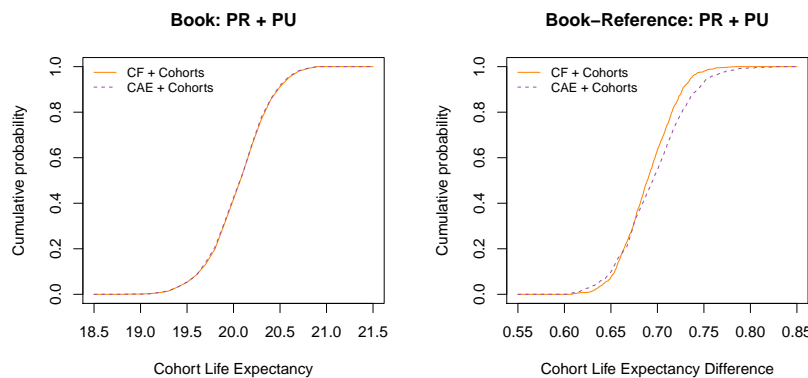 Book: PR + PU
CF + Cohorts
CAE + Cohorts
Cumulative probability
0.0 0.2 0.4 0.6 0.8 1.0
18.5 19.0 19.5 20.0 20.5 21.0 21.5
Cohort Life Expectancy
Book−Reference: PR + PU
CF + Cohorts
CAE + Cohorts
Cumulative probability
0.0 0.2 0.4 0.6 0.8 1.0
0.55 0.60 0.65 0.70 0.75 0.80 0.85
Cohort Life Expectancy Difference